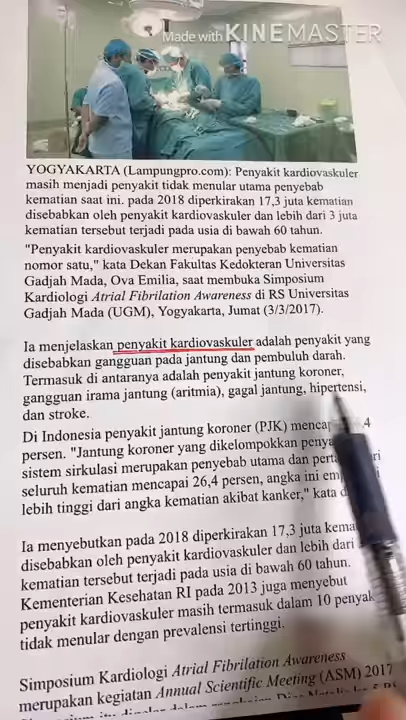 Made with KINEMASTER
YOGYAKARTA (Lampungpro.com): Penyakit kardiovaskuler
masih menjadi penyakit tidak menular utama penyebab
kematian saat ini. pada 2018 diperkirakan 17,3 juta kematian
disebabkan oleh penyakit kardiovaskuler dan lebih dari 3 juta
kematian tersebut terjadi pada usia di bawah 60 tahun.
"Penyakit kardiovaskuler merupakan penyebab kematian
nomor satu," kata Dekan Fakultas Kedokteran Universitas
Gadjah Mada, Ova Emilia, saat membuka Simposium
Kardiologi Atrial Fibrilation Awareness di RS Universitas
Gadjah Mada (UGM), Yogyakarta, Jumat (3/3/2017).
Ia menjelaskan penyakit kardiovaskuler adalah penyakit yang
disebabkan gangguan pada jantung dan pembuluh darah.
Termasuk di antaranya adalah penyakit jantung koroner,
gangguan irama jantung (aritmia), gagal jantung, hipertensi,
dan stroke.
Di Indonesia penyakit jantung koroner (PJK) 4
persen. "Jantung koroner yang dikelompokkan
sistem sirkulasi merupakan penyebab utama dan
seluruh kematian mencapai 26,4 persen, angka ini
lebih tinggi dari angka kematian akibat kanker," kata
Ia menyebutkan pada 2018 diperkirakan 17,3 juta
disebabkan oleh penyakit kardiovaskuler dan lebih dari
kematian tersebut terjadi pada usia di bawah 60 tahun.
Kementerian Kesehatan RI pada 2013 juga menyebut
penyakit kardiovaskuler masih termasuk dalam 10
tidak menular dengan prevalensi tertinggi.
Simposium Kardiologi Atrial Fibrilation Awareness
merupakan kegiatan Annual Scientific Meeting (ASM) 2017